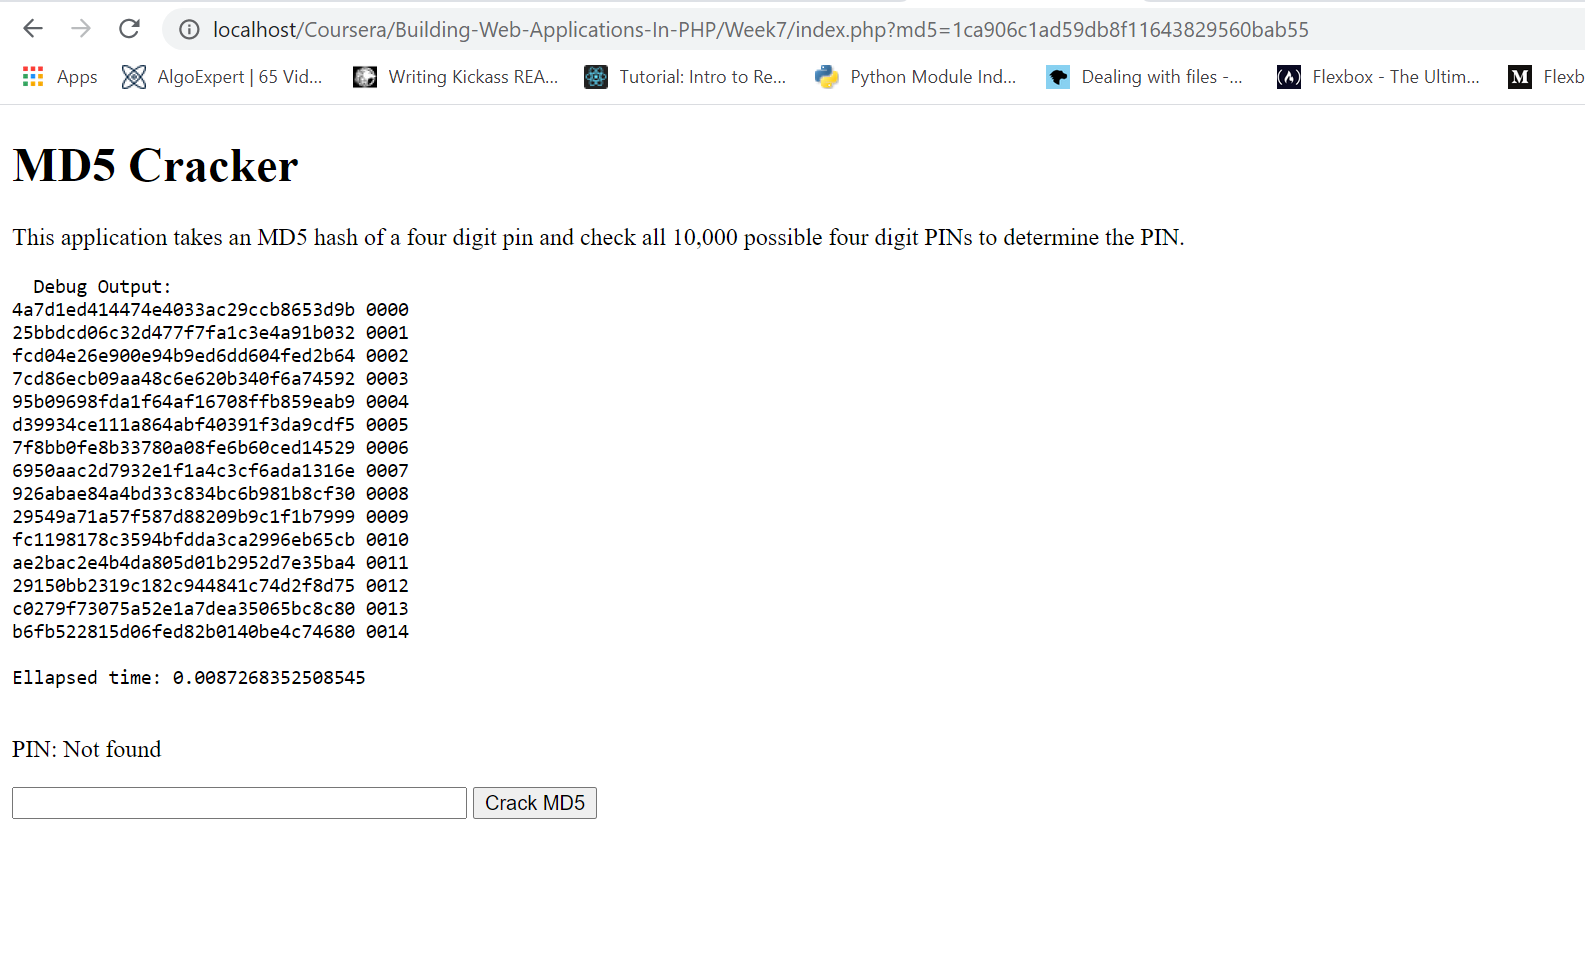 localhost/Coursera/Building-Web-Applications-In-PHP/Week7/index.php?md5=1ca906c1ad59db8f11643829560bab55
Apps AlgoExpert | 65 Vid... Writing Kickass REA... Tutorial: Intro to Re... Python Module Ind... Dealing with files -... Flexbox - The Ultim... Flexb
MD5 Cracker
This application takes an MD5 hash of a four digit pin and check all 10,000 possible four digit PINs to determine the PIN.
Debug Output:
4a7d1ed414474e4033ac29ccb8653d9b 0000
25bbdcd06c32d477f7fa1c3e4a91b032 0001
fcd04e26e900e94b9ed6dd604fed2b64 0002
7cd86ecb09aa48c6e620b340f6a74592 0003
95b09698fda1f64af16708ffb859eab9 0004
d39934ce111a864abf40391f3da9cdf5 0005
7f8bb0fe8b33780a08fe6b60ced14529 0006
6950aac2d7932e1f1a4c3cf6ada1316e 0007
926abae84a4bd33c834bc6b981b8cf30 0008
29549a71a57f587d88209b9c1f1b7999 0009
fc1198178c3594bfdda3ca2996eb65cb 0010
ae2bac2e4b4da805d01b2952d7e35ba4 0011
29150bb2319c182c944841c74d2f8d75 0012
c0279f73075a52e1a7dea35065bc8c80 0013
b6fb522815d06fed82b0140be4c74680 0014
Ellapsed time: 0.0087268352508545
PIN: Not found
Crack MD5